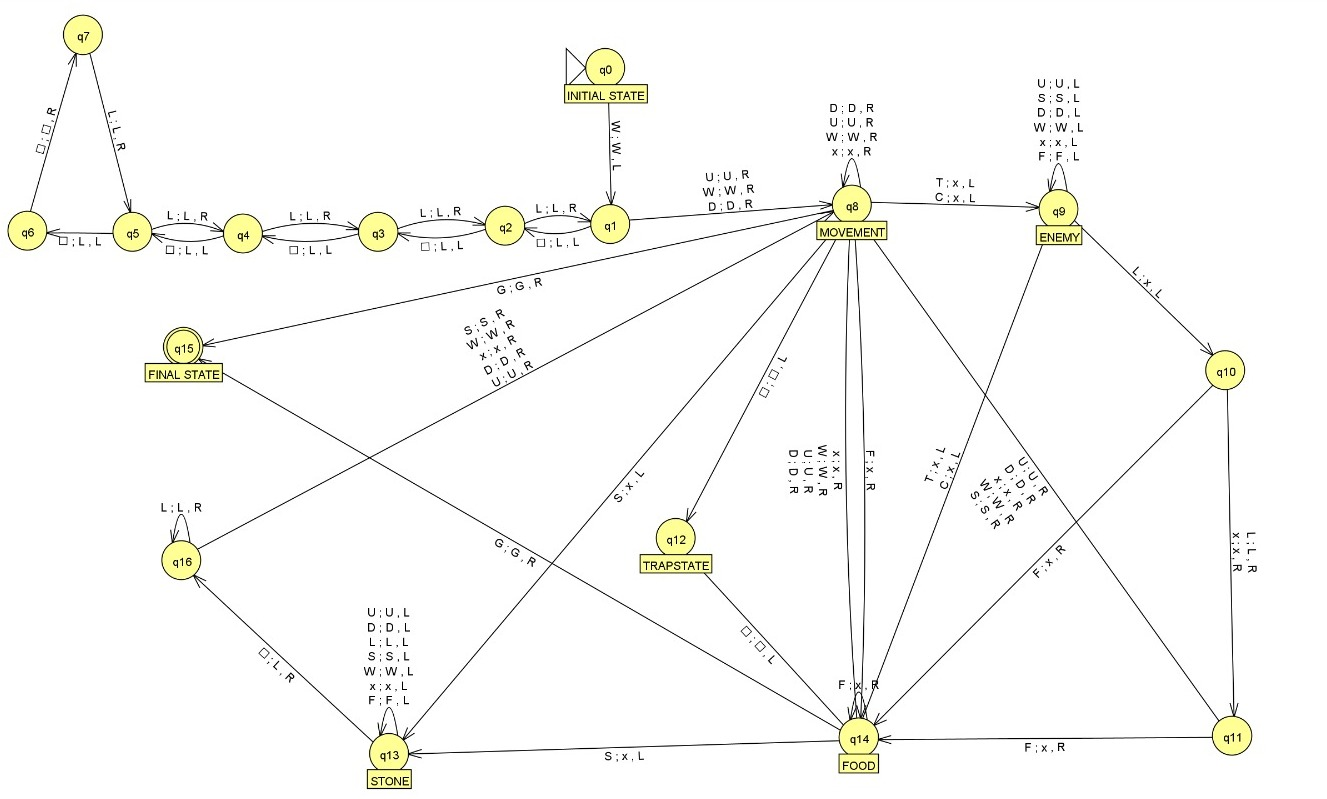 q7
q0
INITIAL STATE
□;□,R
L;L,R
W;W,L
q6
□;L,L
q5
L;L,R
□;L,L
q4
L;L,R
□;L,L
q3
L;L,R
□;L,L
q2
L;L,R
□;L,L
q1
U;U,R
W;W,R
D;D,R
D;D,R
U;U,R
W;W,R
x;x,R
q8
MOVEMENT
T;x,L
C;x,L
U;U,L
S;S,L
D;D,L
W;W,L
x;x,L
F;F,L
q9
ENEMY
G;G,R
L;x,L
q15
FINAL STATE
S;S,R
W;W,R
x;x,R
D;D,R
U;U,R
□;□,L
q10
S;x,L
x;x,R
W;W,R
U;U,R
D;D,R
F;x,R
T;x,L
C;x,L
U;U,R
D;D,R
x;x,R
W;W,R
S;S,R
L;L,R
q16
G;G,R
q12
TRAPSTATE
F;x,R
L;L,R
x;x,R
□;L,R
U;U,L
D;D,L
L;L,L
S;S,L
W;W,L
x;x,L
F;F,L
q13
STONE
□;□,L
F;x,R
q14
FOOD
S;x,L
F;x,R
q11